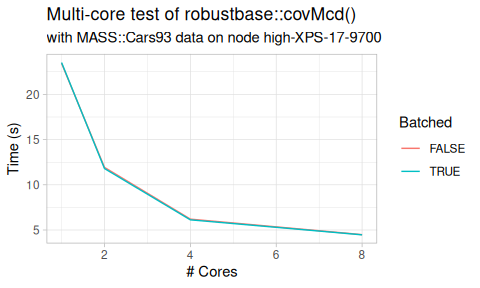 Multi-core test of robustbase::covMcd()
with MASS::Cars93 data on node high-XPS-17-9700
Time (s)
20
15
10
5
2
4
6
8
# Cores
Batched
FALSE
TRUE